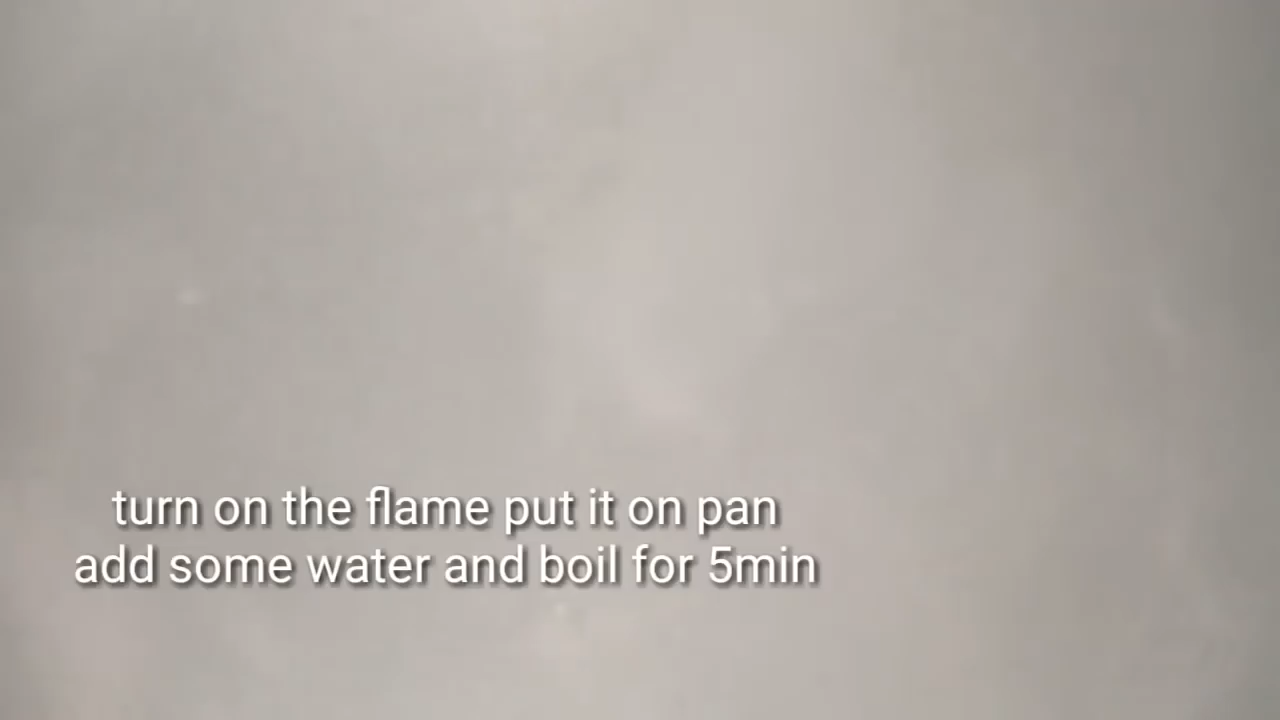 turn on the flame put it on pan
add some water and boil for 5min